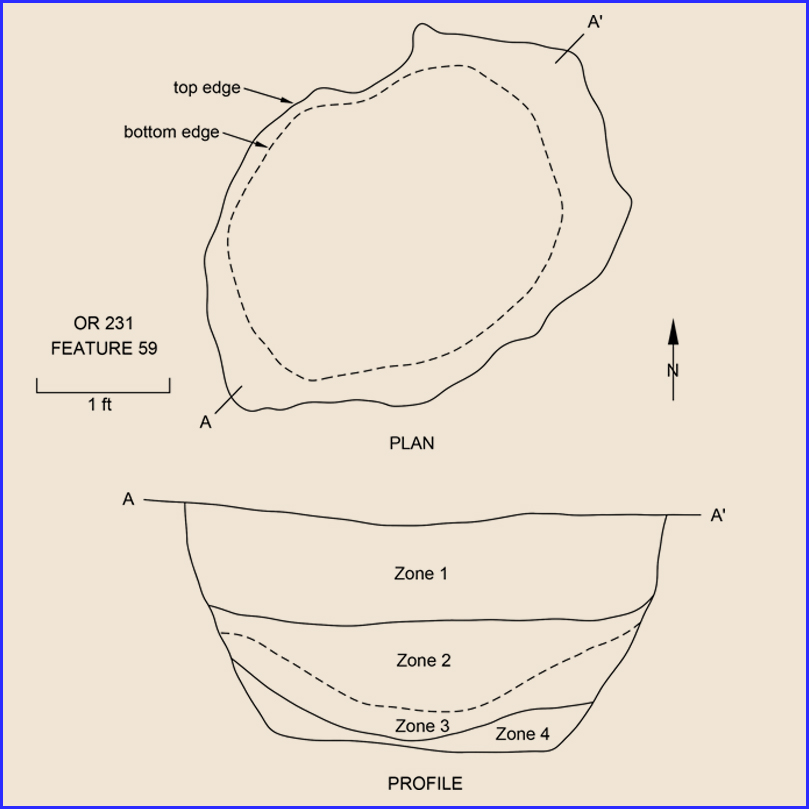 A'
top edge
bottom edge
OR 231
FEATURE 59
1 ft
N
A
PLAN
A
A'
Zone 1
Zone 2
Zone 3
Zone 4
PROFILE